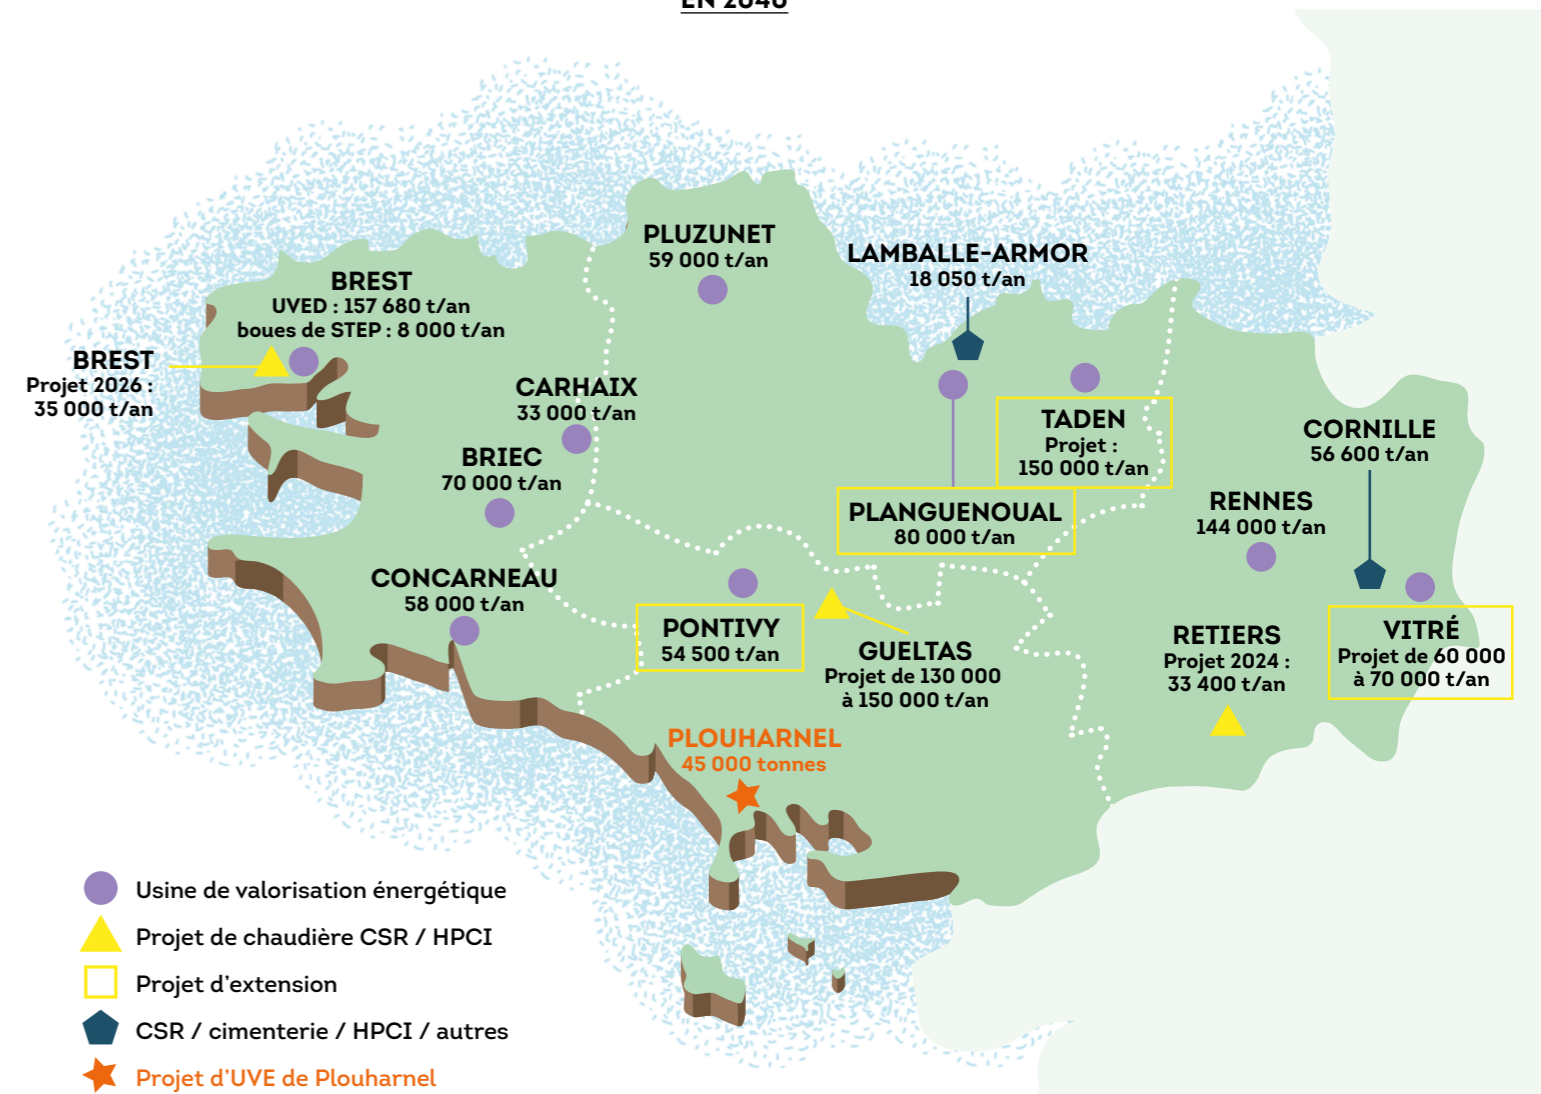 PLUZUNET
59 000 t/an
LAMBALLE-ARMOR
18 050 t/an
BREST
UVED : 157 680 t/an
boues de STEP : 8 000 t/an
BREST
Projet 2026 :
35 000 t/an
CARHAIX
33 000 t/an
BRIEC
70 000 t/an
TADEN
Projet :
150 000 t/an
CORNILLE
56 600 t/an
PLANGUENOUAL
80 000 t/an
RENNES
144 000 t/an
CONCARNEAU
58 000 t/an
PONTIVY
54 500 t/an
GUELTAS
Projet de 130 000
à 150 000 t/an
RETIERS
Projet 2024 :
33 400 t/an
VITRÉ
Projet de 60 000
à 70 000 t/an
PLOUHARNEL
45 000 tonnes
Usine de valorisation énergétique
Projet de chaudière CSR / HPCI
Projet d'extension
CSR / cimenterie / HPCI / autres
Projet d'UVE de Plouharnel